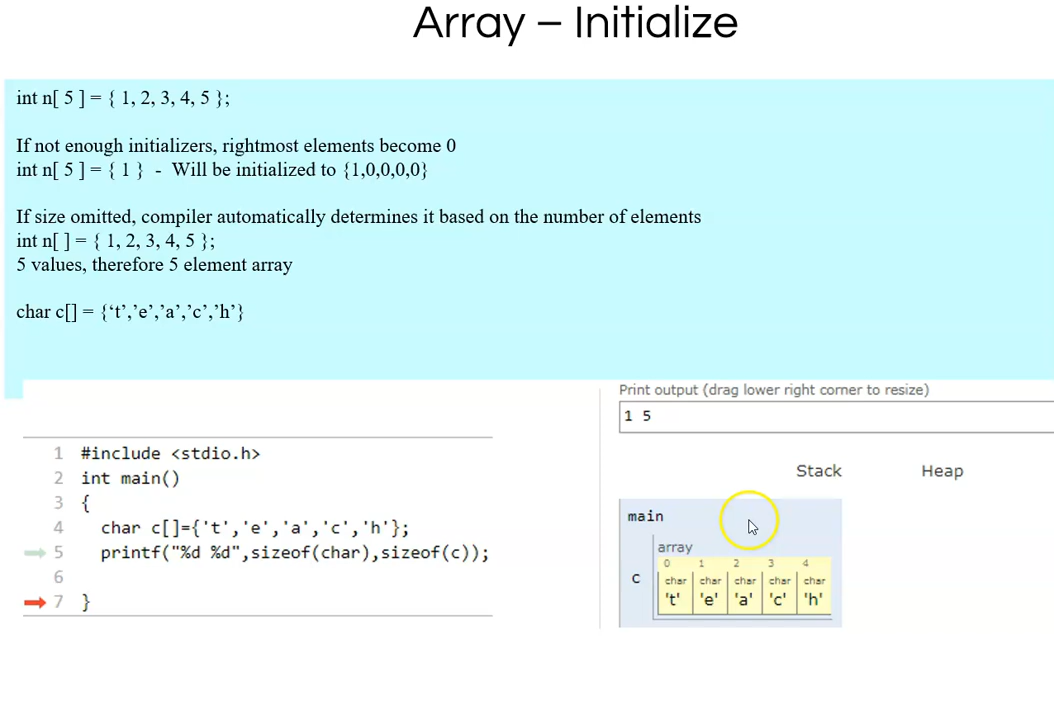 Array – Initialize
int n[ 5 ] = { 1, 2, 3, 4, 5 };
If not enough initializers, rightmost elements become 0
int n[ 5 ] = { 1 }  -  Will be initialized to {1,0,0,0,0}
If size omitted, compiler automatically determines it based on the number of elements
int n[ ] = { 1, 2, 3, 4, 5 };
5 values, therefore 5 element array
char c[] = {‘t’,’e’,’a’,’c’,’h’}
1 #include <stdio.h>
2 int main()
3 {
4 char c[]={'t','e','a','c','h'};
5 printf("%d %d",sizeof(char),sizeof(c));
6
7 }
Print output (drag lower right corner to resize)
1 5
Stack Heap
main
array
0 1 2 3 4
c char char char char char
't' 'e' 'a' 'c' 'h'